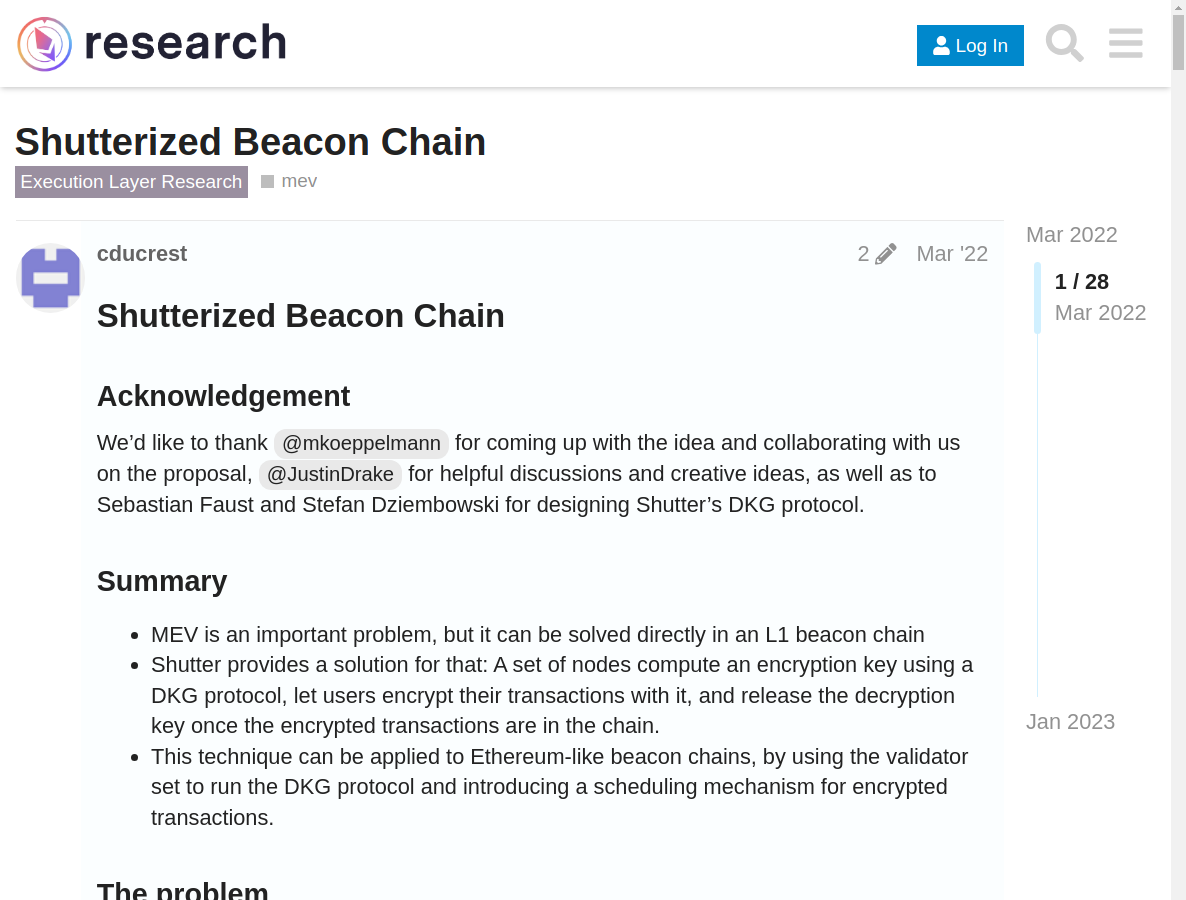 research
Log In
Shutterized Beacon Chain
Execution Layer Research mev
cducrest 2 Mar '22
Shutterized Beacon Chain
Acknowledgement
We’d like to thank @mkoeppelmann for coming up with the idea and collaborating with us
on the proposal, @JustinDrake for helpful discussions and creative ideas, as well as to
Sebastian Faust and Stefan Dziembowski for designing Shutter’s DKG protocol.
Summary
• MEV is an important problem, but it can be solved directly in an L1 beacon chain
• Shutter provides a solution for that: A set of nodes compute an encryption key using a
DKG protocol, let users encrypt their transactions with it, and release the decryption
key once the encrypted transactions are in the chain.
• This technique can be applied to Ethereum-like beacon chains, by using the validator
set to run the DKG protocol and introducing a scheduling mechanism for encrypted
transactions.
The problem
Mar 2022
1 / 28
Mar 2022
Jan 2023